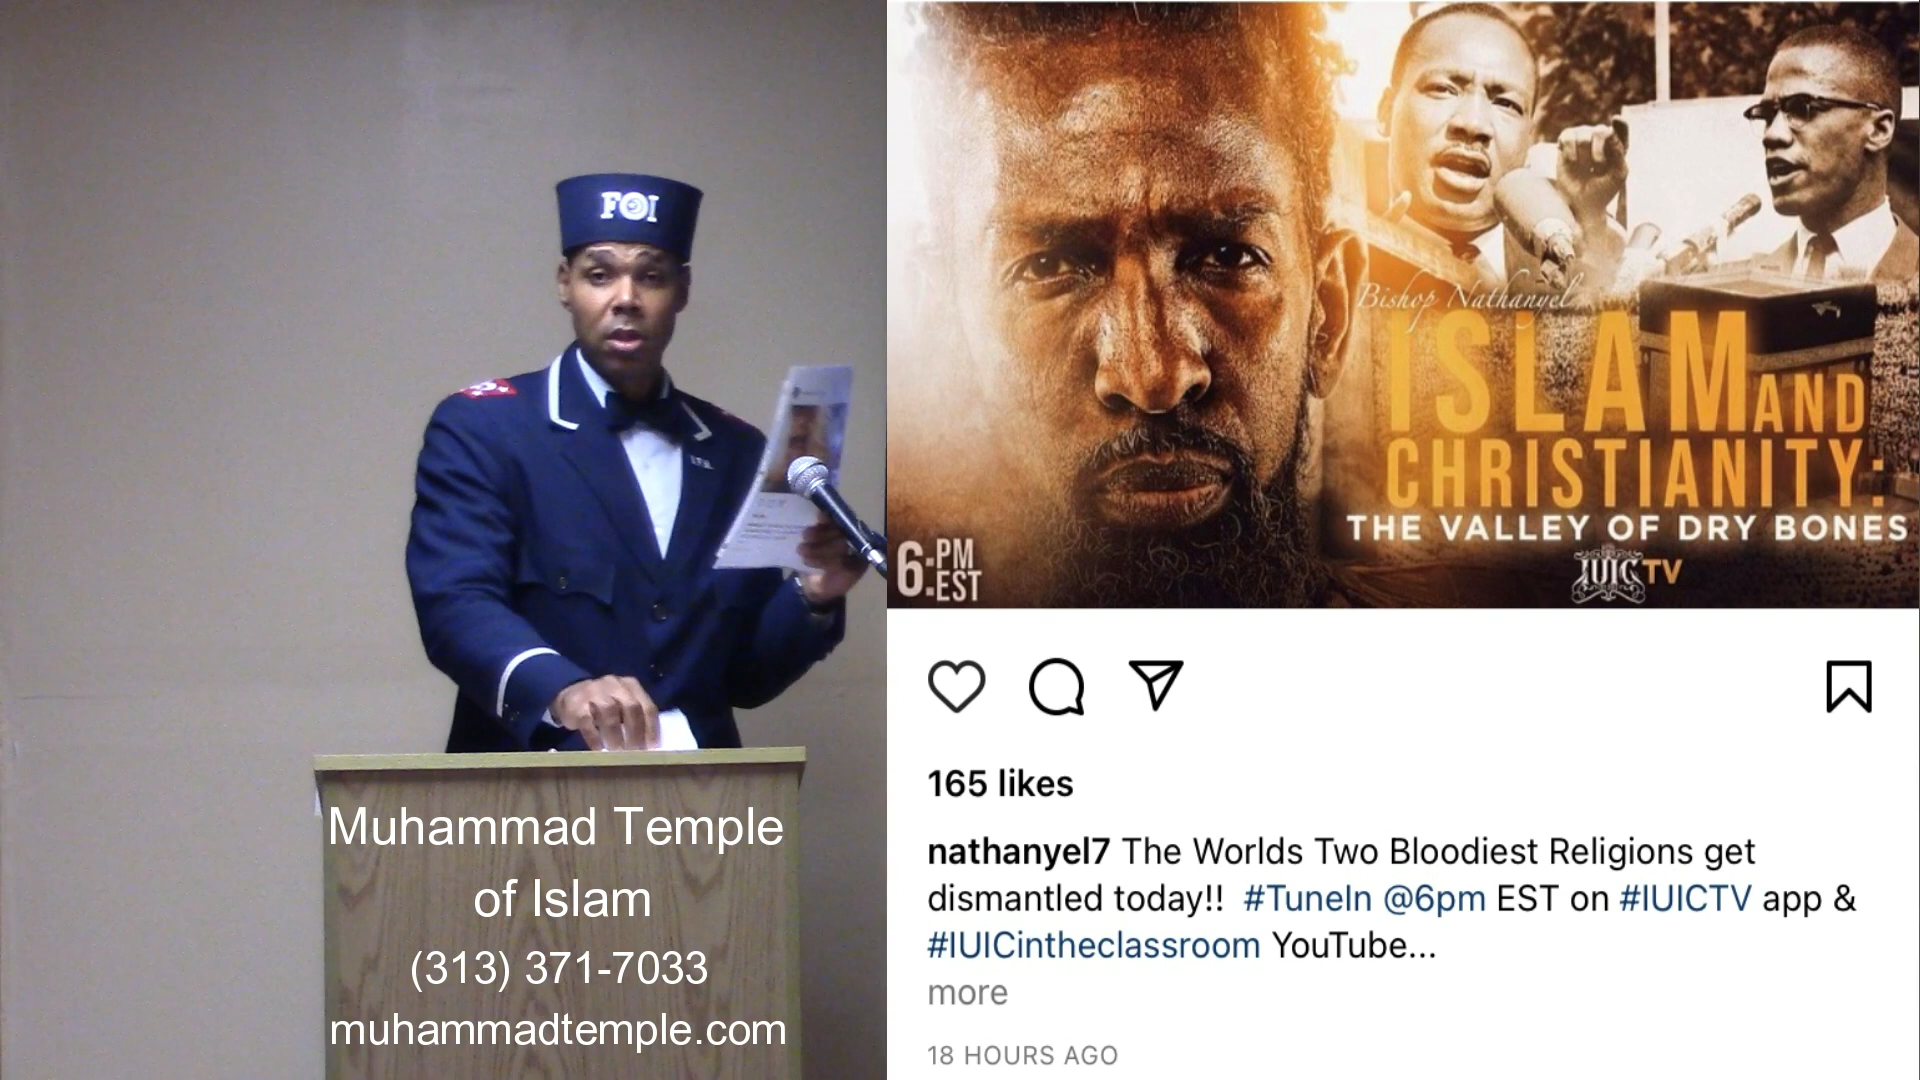 FOI
Muhammad Temple
of Islam
(313) 371-7033
muhammadtemple.com
Bishop Nathanyel
ISLAM AND
CHRISTIANITY:
THE VALLEY OF DRY BONES
IUIC TV
6:PM
EST
165 likes
nathanyel7 The Worlds Two Bloodiest Religions get
dismantled today!! #TuneIn @6pm EST on #IUICTV app &
#IUICintheclassroom YouTube...
more
18 HOURS AGO